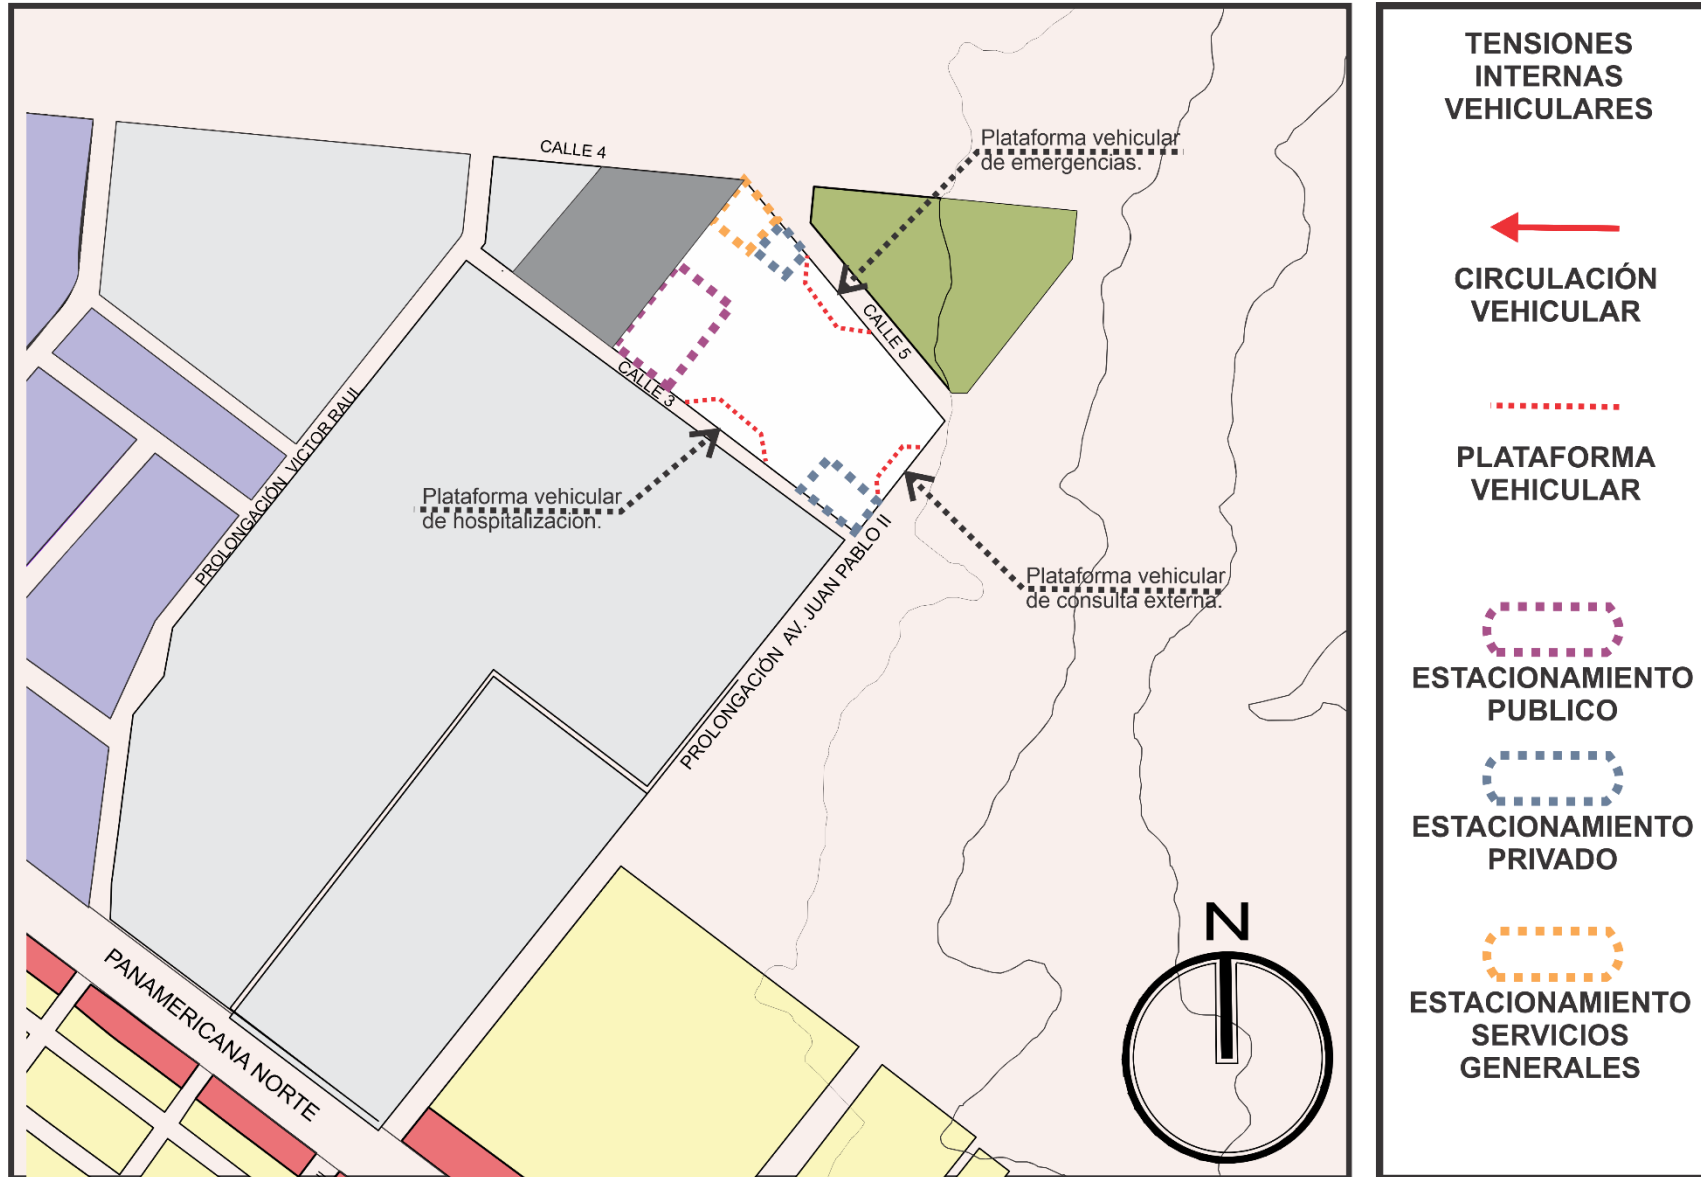 CALLE 4
Plataforma vehicular
de emergencias.
CALLE 5
CALLE 3
PROLONGACIÓN VICTOR RAUL
Plataforma vehicular
de hospitalización.
PROLONGACIÓN AV. JUAN PABLO II
Plataforma vehicular
de consulta externa.
PANAMERICANA NORTE
N
TENSIONES
INTERNAS
VEHICULARES
CIRCULACIÓN
VEHICULAR
PLATAFORMA
VEHICULAR
ESTACIONAMIENTO
PUBLICO
ESTACIONAMIENTO
PRIVADO
ESTACIONAMIENTO
SERVICIOS
GENERALES